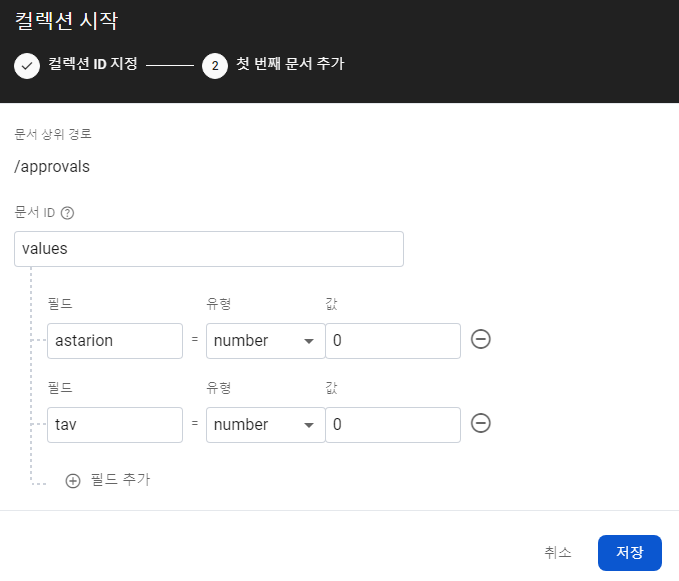 컬렉션 시작
컬렉션 ID 지정 2 첫 번째 문서 추가
문서 상위 경로
/approvals
문서 ID ?
values
필드 유형 값
astarion = number 0
필드 유형 값
tav = number 0
필드 추가
취소 저장